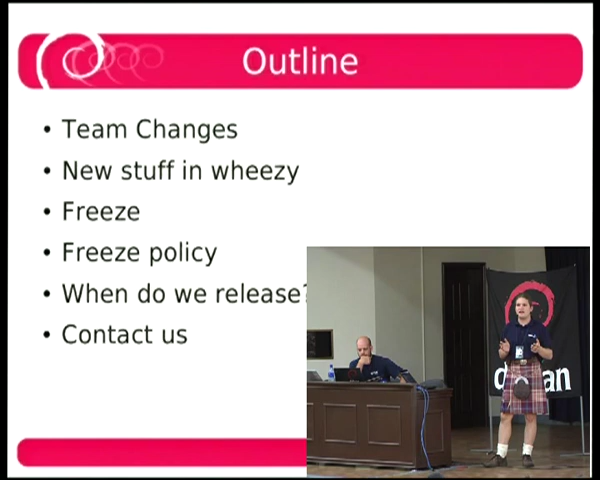 Outline
• Team Changes
• New stuff in wheezy
• Freeze
• Freeze policy
• When do we release?
• Contact us